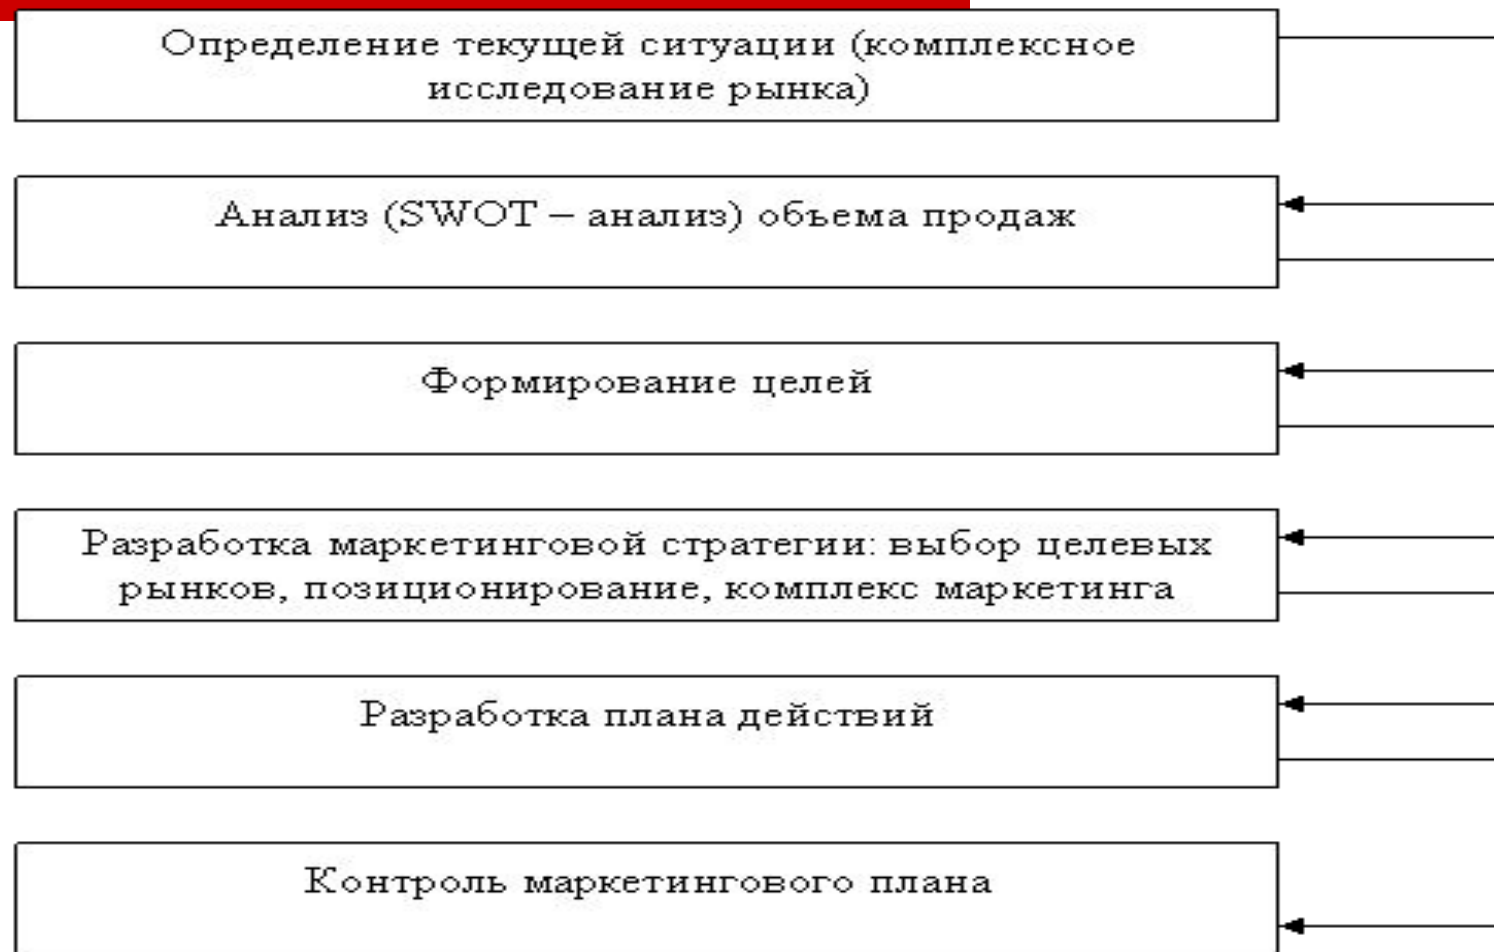 Определение текущей ситуации (комплексное
исследование рынка)
Анализ (SWOT – анализ) объема продаж
Формирование целей
Разработка маркетинговой стратегии: выбор целевых
рынков, позиционирование, комплекс маркетинга
Разработка плана действий
Контроль маркетингового плана